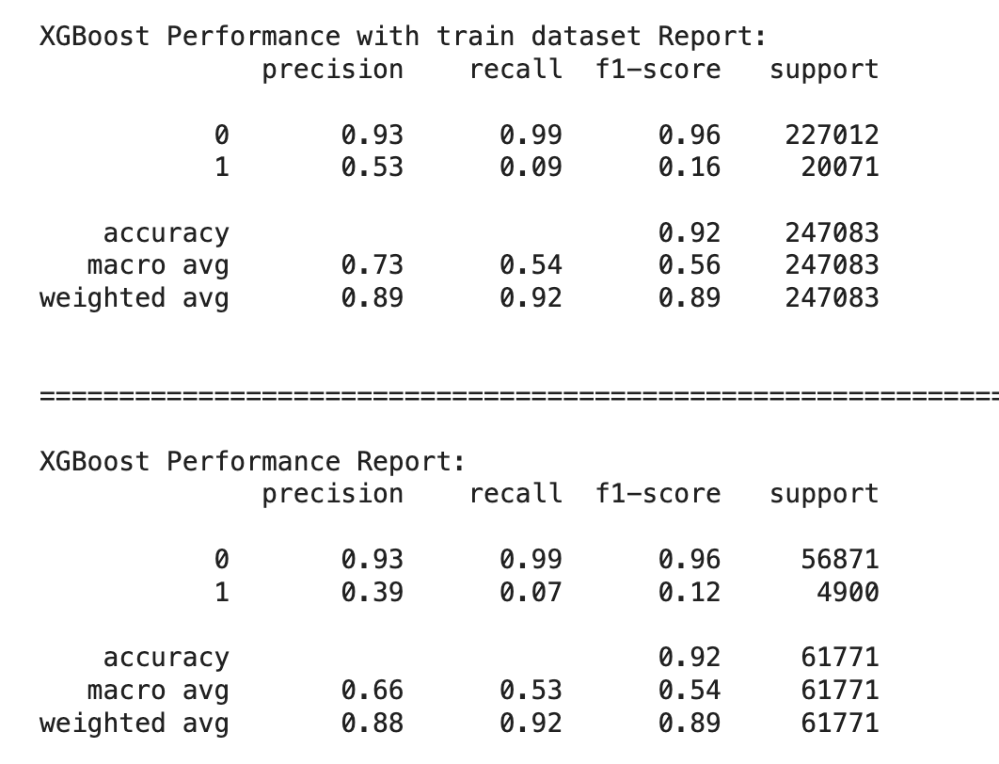 XGBoost Performance with train dataset Report:
precision recall f1-score support
0 0.93 0.99 0.96 227012
1 0.53 0.09 0.16 20071
accuracy 0.92 247083
macro avg 0.73 0.54 0.56 247083
weighted avg 0.89 0.92 0.89 247083
=============================================================
XGBoost Performance Report:
precision recall f1-score support
0 0.93 0.99 0.96 56871
1 0.39 0.07 0.12 4900
accuracy 0.92 61771
macro avg 0.66 0.53 0.54 61771
weighted avg 0.88 0.92 0.89 61771